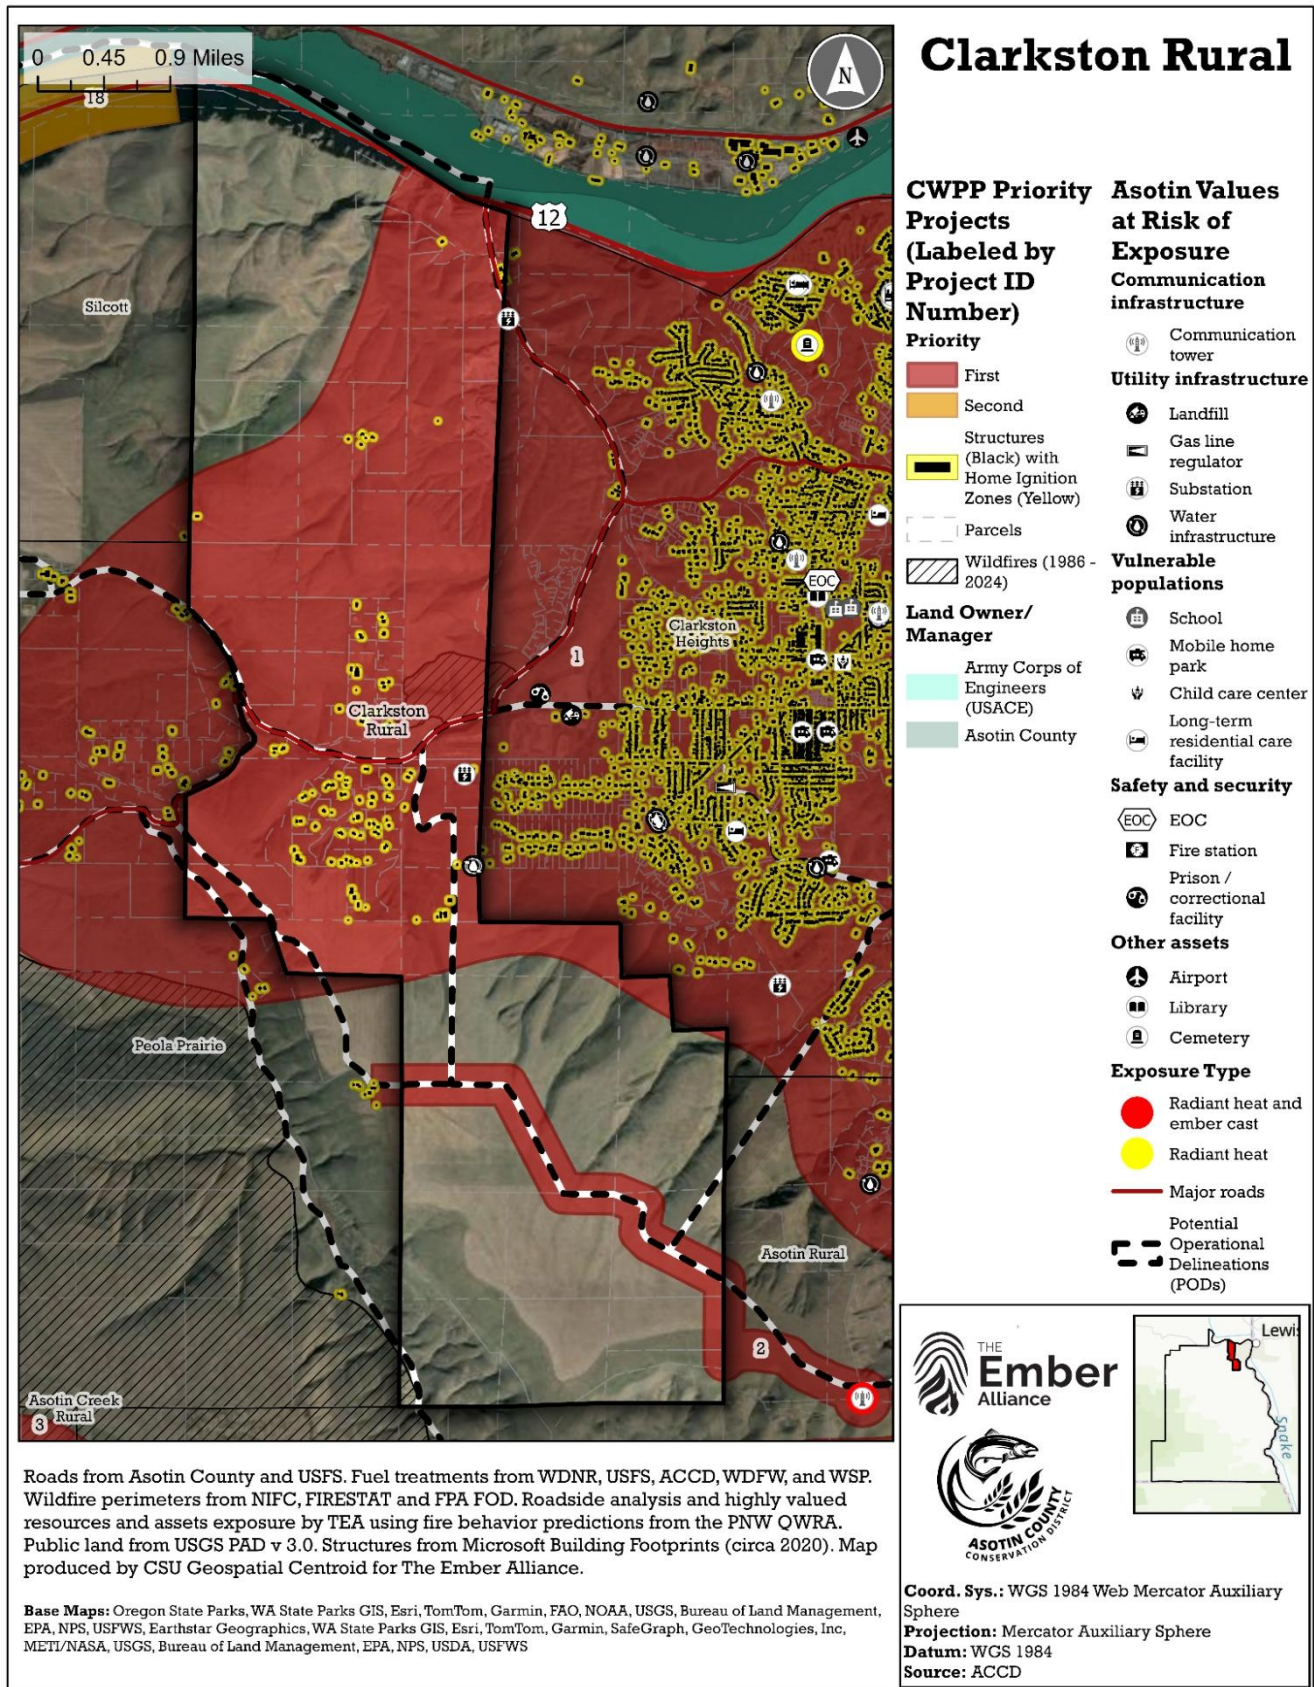 Clarkston Rural
0 0.45 0.9 Miles
N
18
12
Silcott
Clarkston
Heights
EOC
1
Clarkston
Rural
Peola Prairie
Asotin Rural
2
Asotin Creek
Rural
3
CWPP Priority
Projects
(Labeled by
Project ID
Number)
Priority
First
Second
Structures
(Black) with
Home Ignition
Zones (Yellow)
Parcels
Wildfires (1986 -
2024)
Land Owner/
Manager
Army Corps of
Engineers
(USACE)
Asotin County
Asotin Values
at Risk of
Exposure
Communication
infrastructure
Communication
tower
Utility infrastructure
Landfill
Gas line
regulator
Substation
Water
infrastructure
Vulnerable
populations
School
Mobile home
park
Child care center
Long-term
residential care
facility
Safety and security
EOC EOC
F Fire station
Prison /
correctional
facility
Other assets
Airport
Library
Cemetery
Exposure Type
Radiant heat and
ember cast
Radiant heat
Major roads
Potential
Operational
Delineations
(PODs)
THE
Ember
Alliance
ASOTIN COUNTY
CONSERVATION DISTRICT
Lewis
Snake
Coord. Sys.: WGS 1984 Web Mercator Auxiliary
Sphere
Projection: Mercator Auxiliary Sphere
Datum: WGS 1984
Source: ACCD
Roads from Asotin County and USFS. Fuel treatments from WDNR, USFS, ACCD, WDFW, and WSP.
Wildfire perimeters from NIFC, FIRESTAT and FPA FOD. Roadside analysis and highly valued
resources and assets exposure by TEA using fire behavior predictions from the PNW QWRA.
Public land from USGS PAD v 3.0. Structures from Microsoft Building Footprints (circa 2020). Map
produced by CSU Geospatial Centroid for The Ember Alliance.
Base Maps: Oregon State Parks, WA State Parks GIS, Esri, TomTom, Garmin, FAO, NOAA, USGS, Bureau of Land Management,
EPA, NPS, USFWS, Earthstar Geographics, WA State Parks GIS, Esri, TomTom, Garmin, SafeGraph, GeoTechnologies, Inc,
METI/NASA, USGS, Bureau of Land Management, EPA, NPS, USDA, USFWS